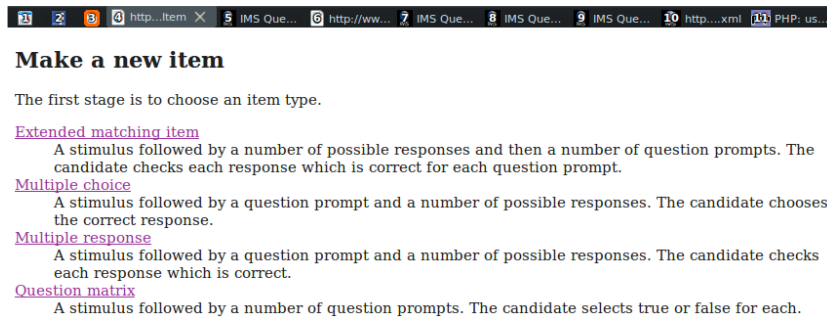 1 2 3 4 http...Item 5 IMS Que... 6 http://ww... 7 IMS Que... 8 IMS Que... 9 IMS Que... 10 http....xml 11 PHP: us...
Make a new item
The first stage is to choose an item type.
Extended matching item
A stimulus followed by a number of possible responses and then a number of question prompts. The
candidate checks each response which is correct for each question prompt.
Multiple choice
A stimulus followed by a question prompt and a number of possible responses. The candidate chooses
the correct response.
Multiple response
A stimulus followed by a question prompt and a number of possible responses. The candidate checks
each response which is correct.
Question matrix
A stimulus followed by a number of question prompts. The candidate selects true or false for each.